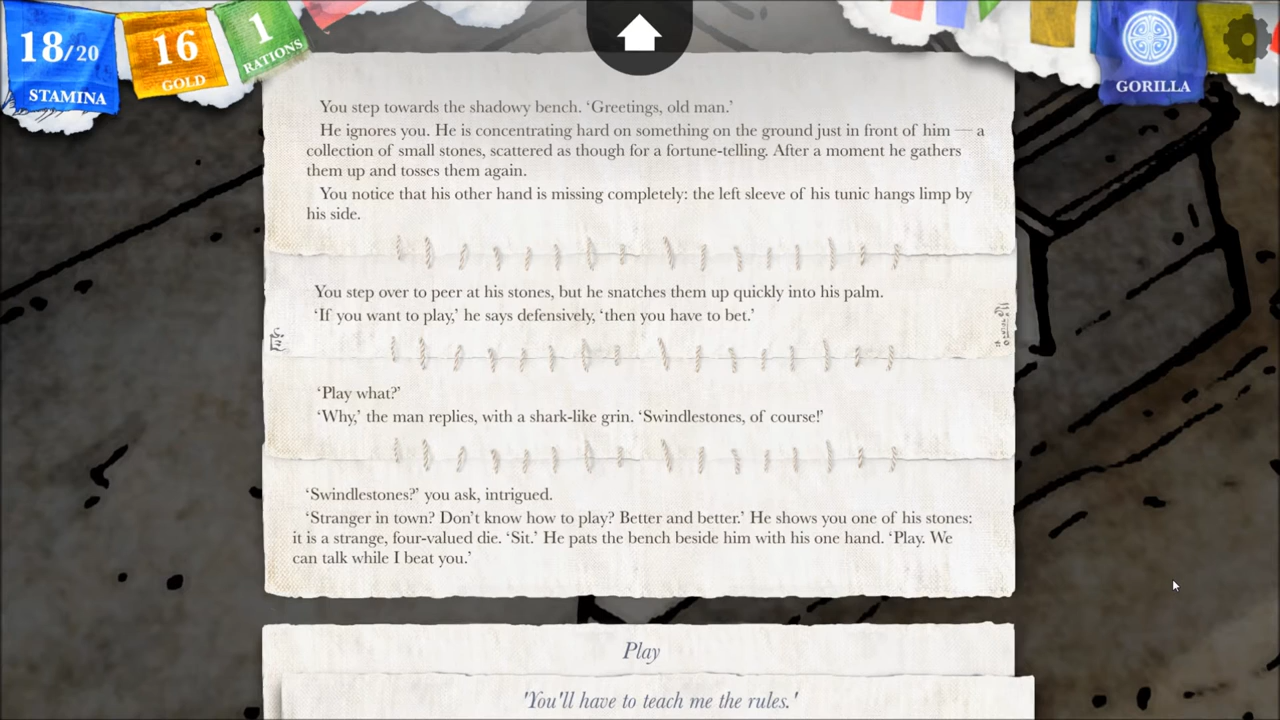 18/20
STAMINA
16
GOLD
1
RATIONS
GORILLA
You step towards the shadowy bench. ‘Greetings, old man.’
He ignores you. He is concentrating hard on something on the ground just in front of him — a
collection of small stones, scattered as though for a fortune-telling. After a moment he gathers
them up and tosses them again.
You notice that his other hand is missing completely: the left sleeve of his tunic hangs limp by
his side.
You step over to peer at his stones, but he snatches them up quickly into his palm.
‘If you want to play,’ he says defensively, ‘then you have to bet.’
‘Play what?’
‘Why,’ the man replies, with a shark-like grin. ‘Swindlestones, of course!’
‘Swindlestones?’ you ask, intrigued.
‘Stranger in town? Don’t know how to play? Better and better.’ He shows you one of his stones:
it is a strange, four-valued die. ‘Sit.’ He pats the bench beside him with his one hand. ‘Play. We
can talk while I beat you.’
Play
'You'll have to teach me the rules.'